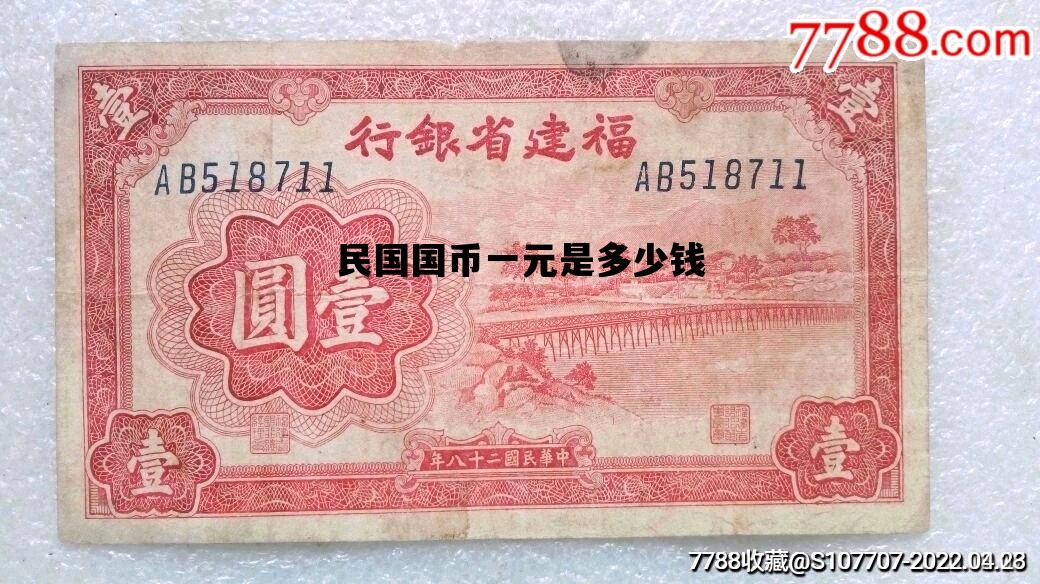 7788.com
壹
壹
福建省銀行
AB518711
AB518711
民国国币一元是多少钱
壹圓
壹
中華民國二十八年
壹
7788收藏@S107707-2022.04.23